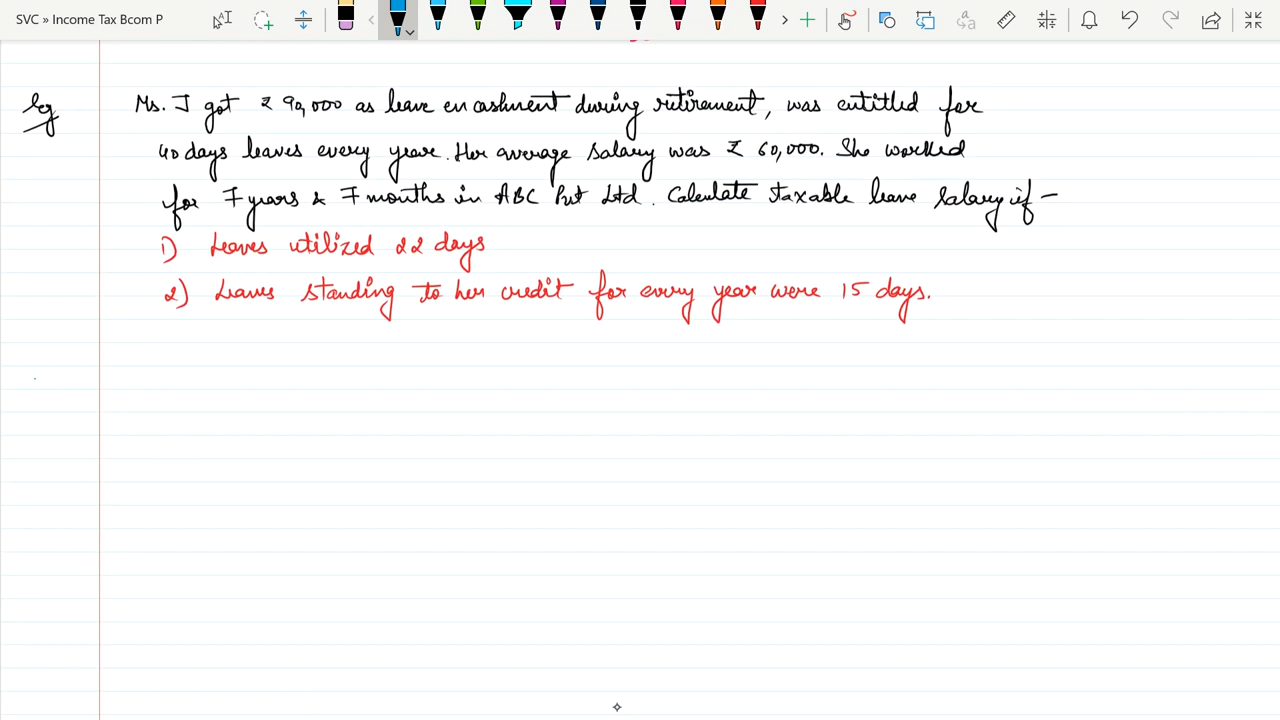 SVC » Income Tax Bcom P
Eg
Ms. J got ₹ 90,000 as leave encashment during retirement, was entitled for
40 days leaves every year. Her average salary was ₹ 60,000. She worked
for 7 years & 7 months in ABC Pvt Ltd. Calculate taxable leave salary if -
1) Leaves utilized 22 days
2) Leaves standing to her credit for every year were 15 days.